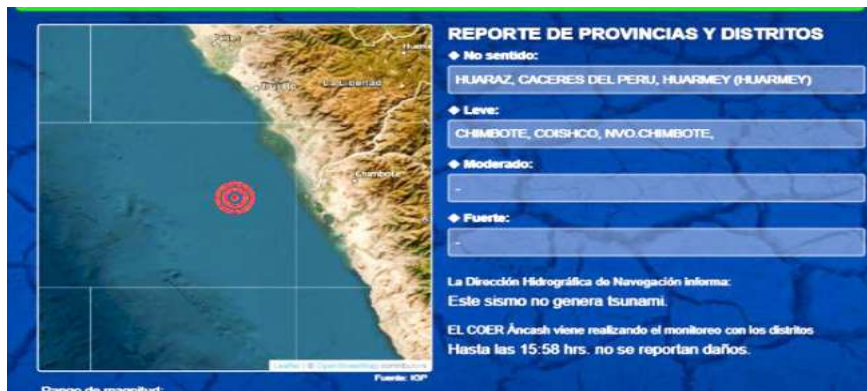 REPORTE DE PROVINCIAS Y DISTRITOS
❖ No sentido:
HUARAZ, CACERES DEL PERU, HUARMEY (HUARMEY)
❖ Leve:
CHIMBOTE, COISHCO, NVO.CHIMBOTE,
❖ Moderado:
-
❖ Fuerte:
-
La Dirección Hidrográfica de Navegación informa:
Este sismo no genera tsunami.
EL COER Áncash viene realizando el monitoreo con los distritos
Hasta las 15:58 hrs. no se reportan daños.
Trujillo
La Libertad
Chimbote
Leaflet | © OpenStreetMap contributors
Fuente: IGP
Rango de magnitud: